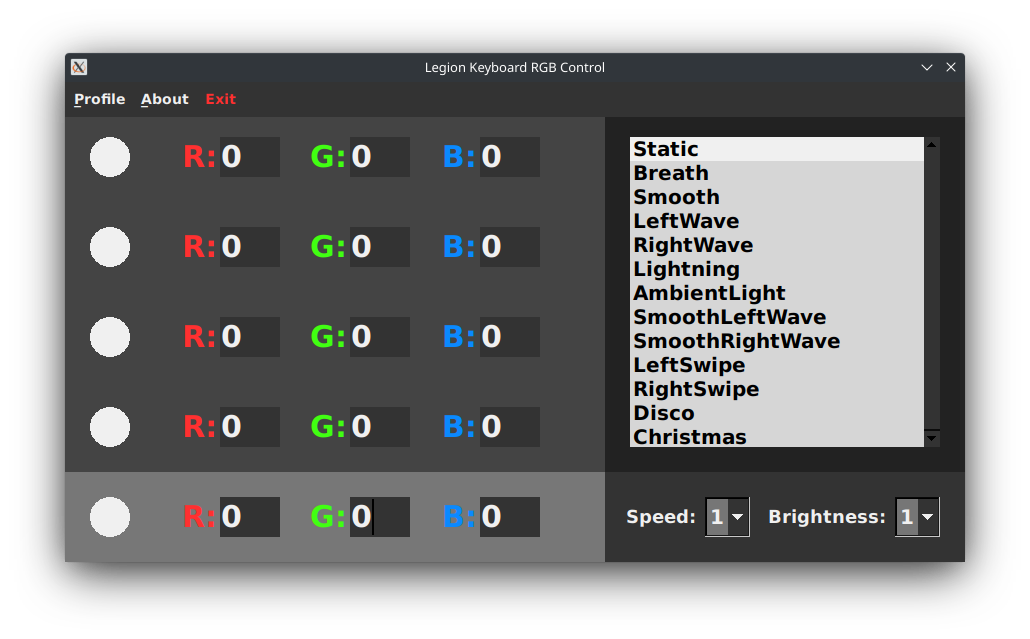 Legion Keyboard RGB Control
Profile About Exit
R: 0 G: 0 B: 0
R: 0 G: 0 B: 0
R: 0 G: 0 B: 0
R: 0 G: 0 B: 0
R: 0 G: 0 B: 0
Static
Breath
Smooth
LeftWave
RightWave
Lightning
AmbientLight
SmoothLeftWave
SmoothRightWave
LeftSwipe
RightSwipe
Disco
Christmas
Speed: 1 Brightness: 1